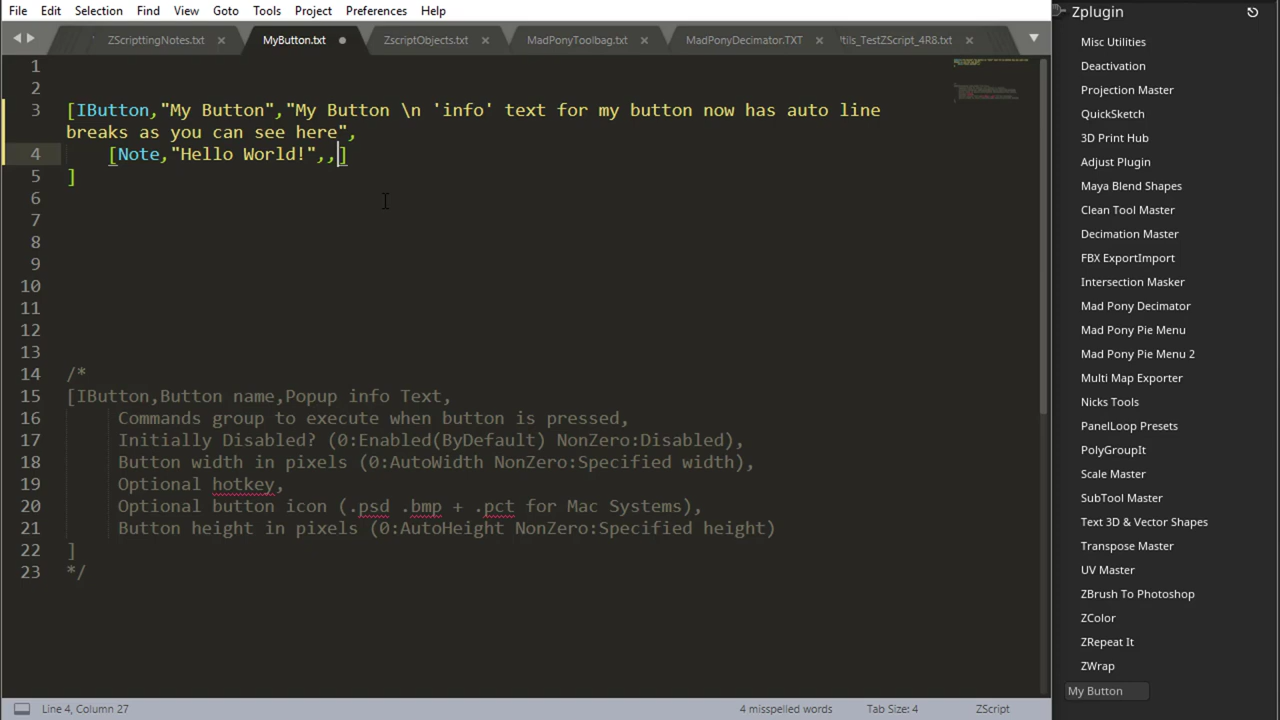 File Edit Selection Find View Goto Tools Project Preferences Help
ZScripttingNotes.txt MyButton.txt ZscriptObjects.txt MadPonyToolbag.txt MadPonyDecimator.TXT Itils_TestZScript_4R8.txt
1
2
3 [IButton,"My Button","My Button \n 'info' text for my button now has auto line
breaks as you can see here",
4 [Note,"Hello World!",,]
5 ]
6
7
8
9
10
11
12
13
14 /*
15 [IButton,Button name,Popup info Text,
16 Commands group to execute when button is pressed,
17 Initially Disabled? (0:Enabled(ByDefault) NonZero:Disabled),
18 Button width in pixels (0:AutoWidth NonZero:Specified width),
19 Optional hotkey,
20 Optional button icon (.psd .bmp + .pct for Mac Systems),
21 Button height in pixels (0:AutoHeight NonZero:Specified height)
22 ]
23 */
Line 4, Column 27 4 misspelled words Tab Size: 4 ZScript
Zplugin
Misc Utilities
Deactivation
Projection Master
QuickSketch
3D Print Hub
Adjust Plugin
Maya Blend Shapes
Clean Tool Master
Decimation Master
FBX ExportImport
Intersection Masker
Mad Pony Decimator
Mad Pony Pie Menu
Mad Pony Pie Menu 2
Multi Map Exporter
Nicks Tools
PanelLoop Presets
PolyGroupIt
Scale Master
SubTool Master
Text 3D & Vector Shapes
Transpose Master
UV Master
ZBrush To Photoshop
ZColor
ZRepeat It
ZWrap
My Button